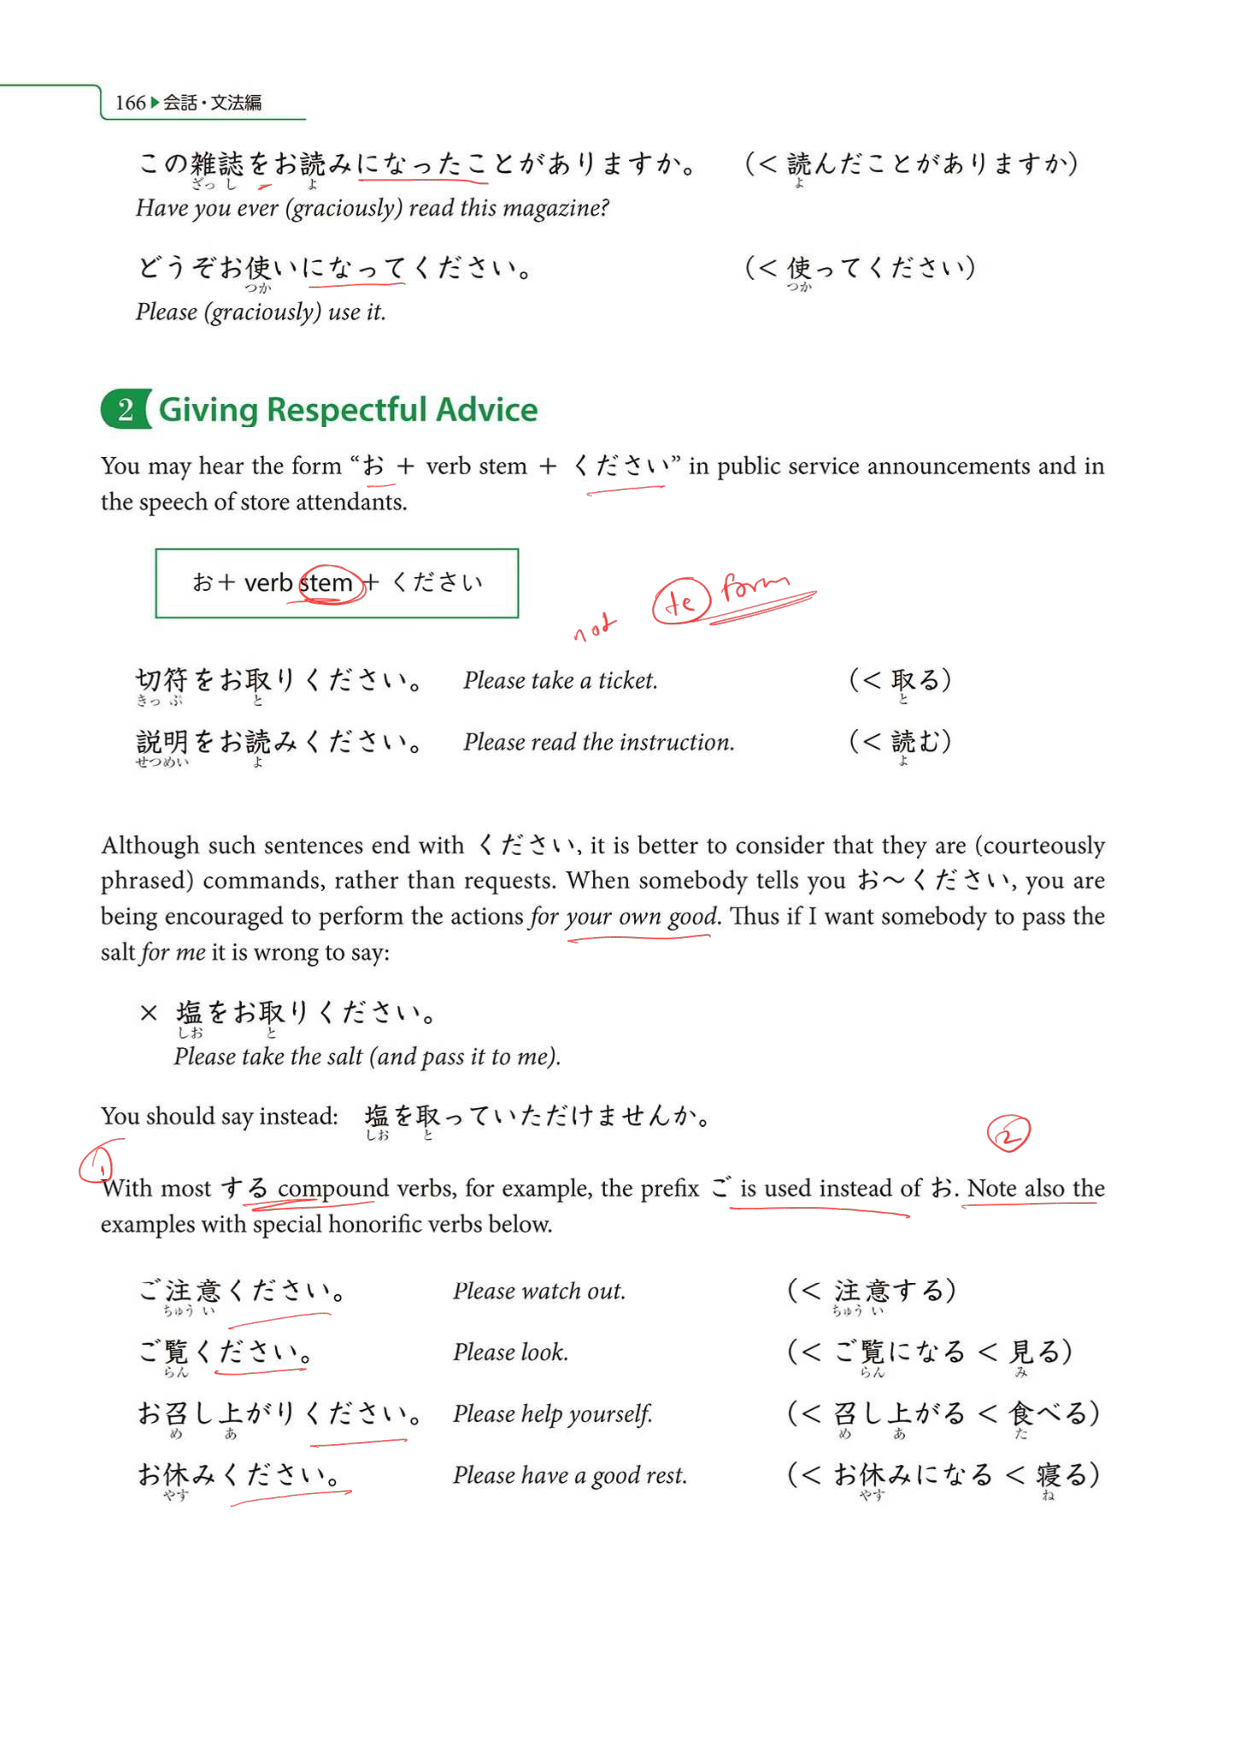 166▶会話・文法編
この雑誌をお読みになったことがありますか。 (< 読んだことがありますか)
ざっ し よ よ
Have you ever (graciously) read this magazine?
どうぞお使いになってください。 (< 使ってください)
つか つか
Please (graciously) use it.
2 Giving Respectful Advice
You may hear the form “お + verb stem + ください” in public service announcements and in
the speech of store attendants.
お+ verb stem + ください
not te form
切符をお取りください。 Please take a ticket. (< 取る)
きっ ぷ と と
説明をお読みください。 Please read the instruction. (< 読む)
せつめい よ よ
Although such sentences end with ください, it is better to consider that they are (courteously
phrased) commands, rather than requests. When somebody tells you お〜ください, you are
being encouraged to perform the actions for your own good. Thus if I want somebody to pass the
salt for me it is wrong to say:
× 塩をお取りください。
しお と
Please take the salt (and pass it to me).
You should say instead: 塩を取っていただけませんか。
しお と
1 2
With most する compound verbs, for example, the prefix ご is used instead of お. Note also the
examples with special honorific verbs below.
ご注意ください。 Please watch out. (< 注意する)
ちゅう い ちゅう い
ご覧ください。 Please look. (< ご覧になる < 見る)
らん らん み
お召し上がりください。 Please help yourself. (< 召し上がる < 食べる)
め あ め あ た
お休みください。 Please have a good rest. (< お休みになる < 寝る)
やす やす ね